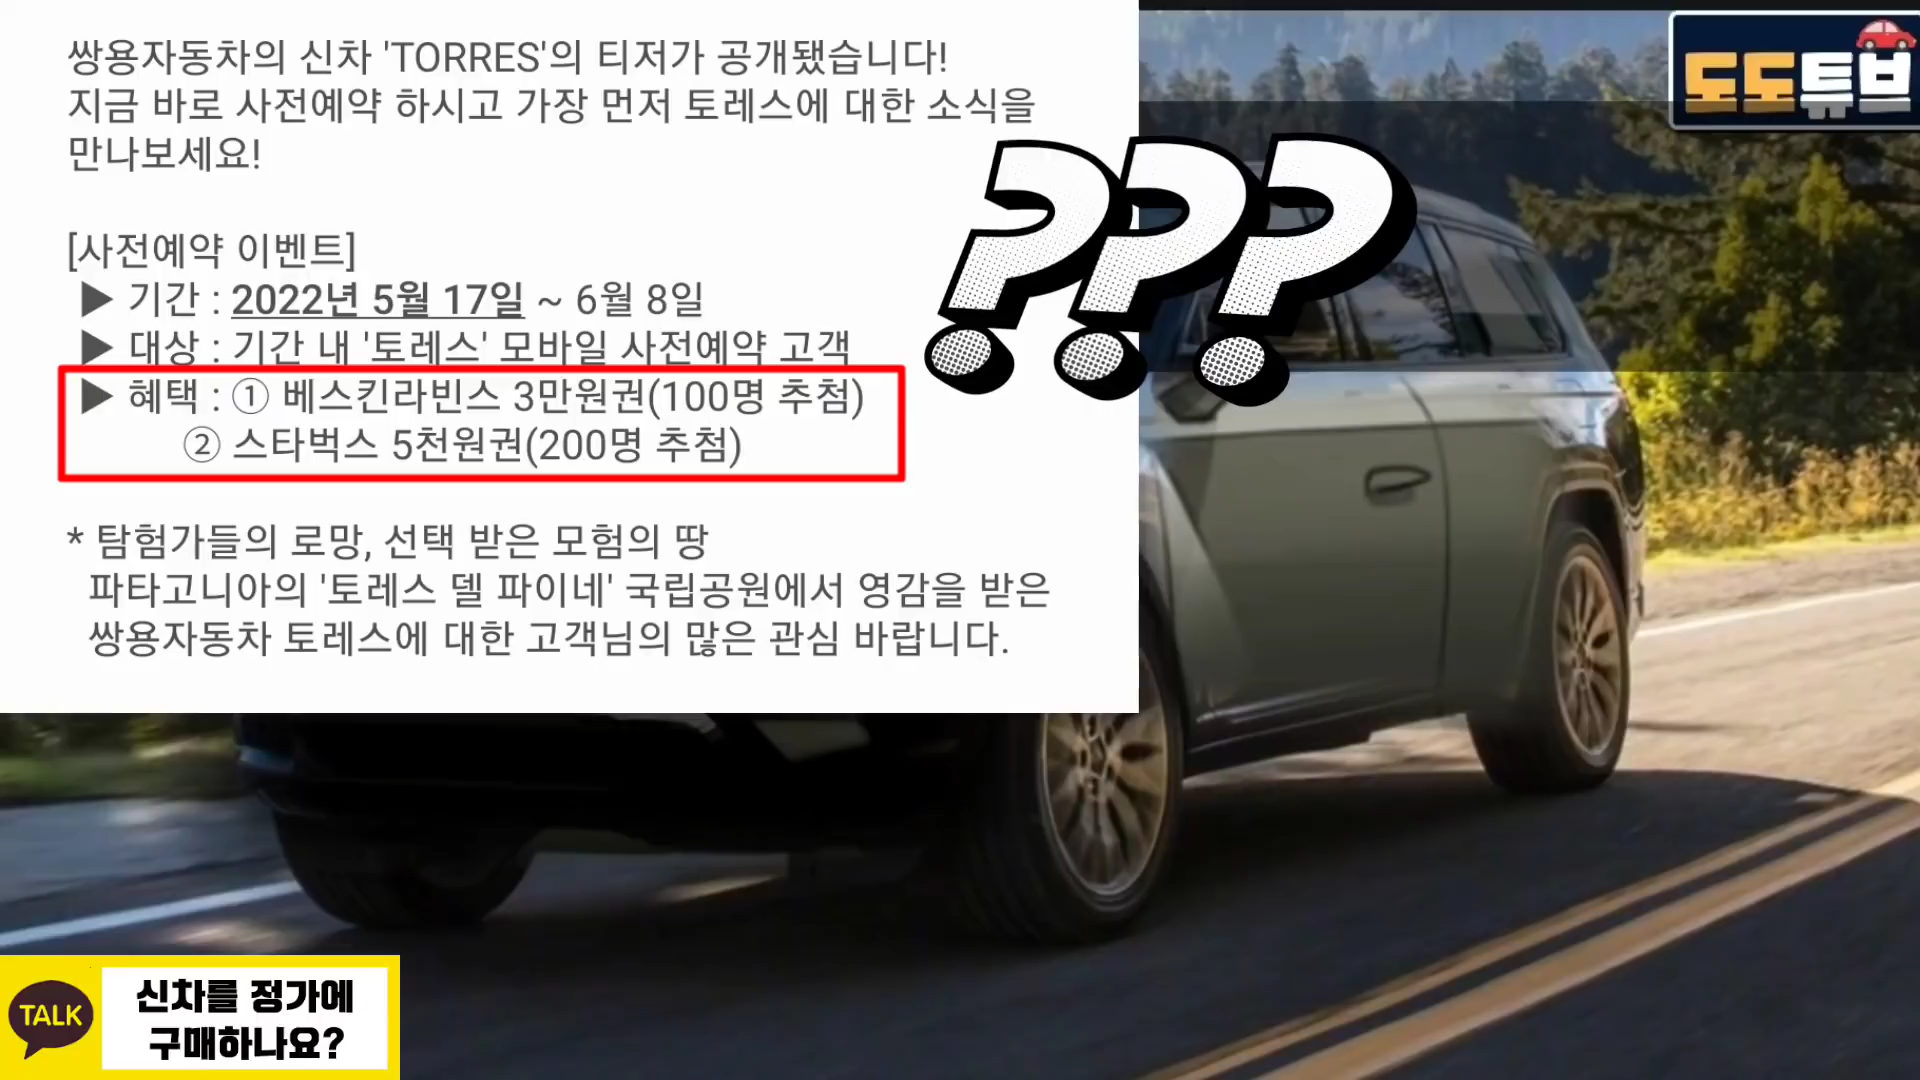 쌍용자동차의 신차 'TORRES'의 티저가 공개됐습니다!
지금 바로 사전예약 하시고 가장 먼저 토레스에 대한 소식을
만나보세요!
[사전예약 이벤트]
▶ 기간 : 2022년 5월 17일 ~ 6월 8일
▶ 대상 : 기간 내 '토레스' 모바일 사전예약 고객
▶ 혜택 : ① 베스킨라빈스 3만원권(100명 추첨)
② 스타벅스 5천원권(200명 추첨)
* 탐험가들의 로망, 선택 받은 모험의 땅
파타고니아의 '토레스 델 파이네' 국립공원에서 영감을 받은
쌍용자동차 토레스에 대한 고객님의 많은 관심 바랍니다.
???
도도튜브
TALK
신차를 정가에
구매하나요?